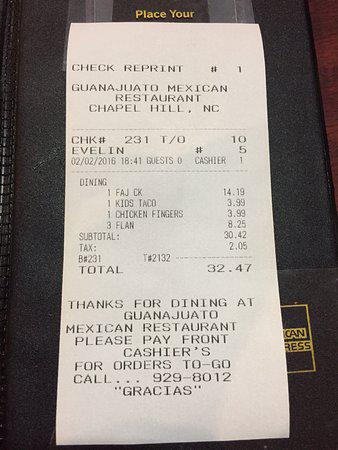 Place Your
CHECK REPRINT # 1
GUANAJUATO MEXICAN
RESTAURANT
CHAPEL HILL, NC
CHK# 231 T/O 10
EVELIN # 5
02/02/2016 18:41 GUESTS 0 CASHIER 1
DINING
1 FAJ CK 14.19
1 KIDS TACO 3.99
1 CHICKEN FINGERS 3.99
3 FLAN 8.25
SUBTOTAL: 30.42
TAX: 2.05
B#231 T#2132
TOTAL 32.47
THANKS FOR DINING AT
GUANAJUATO
MEXICAN RESTAURANT
PLEASE PAY FRONT
CASHIER'S
FOR ORDERS TO-GO
CALL... 929-8012
"GRACIAS"
ICAN
RESS